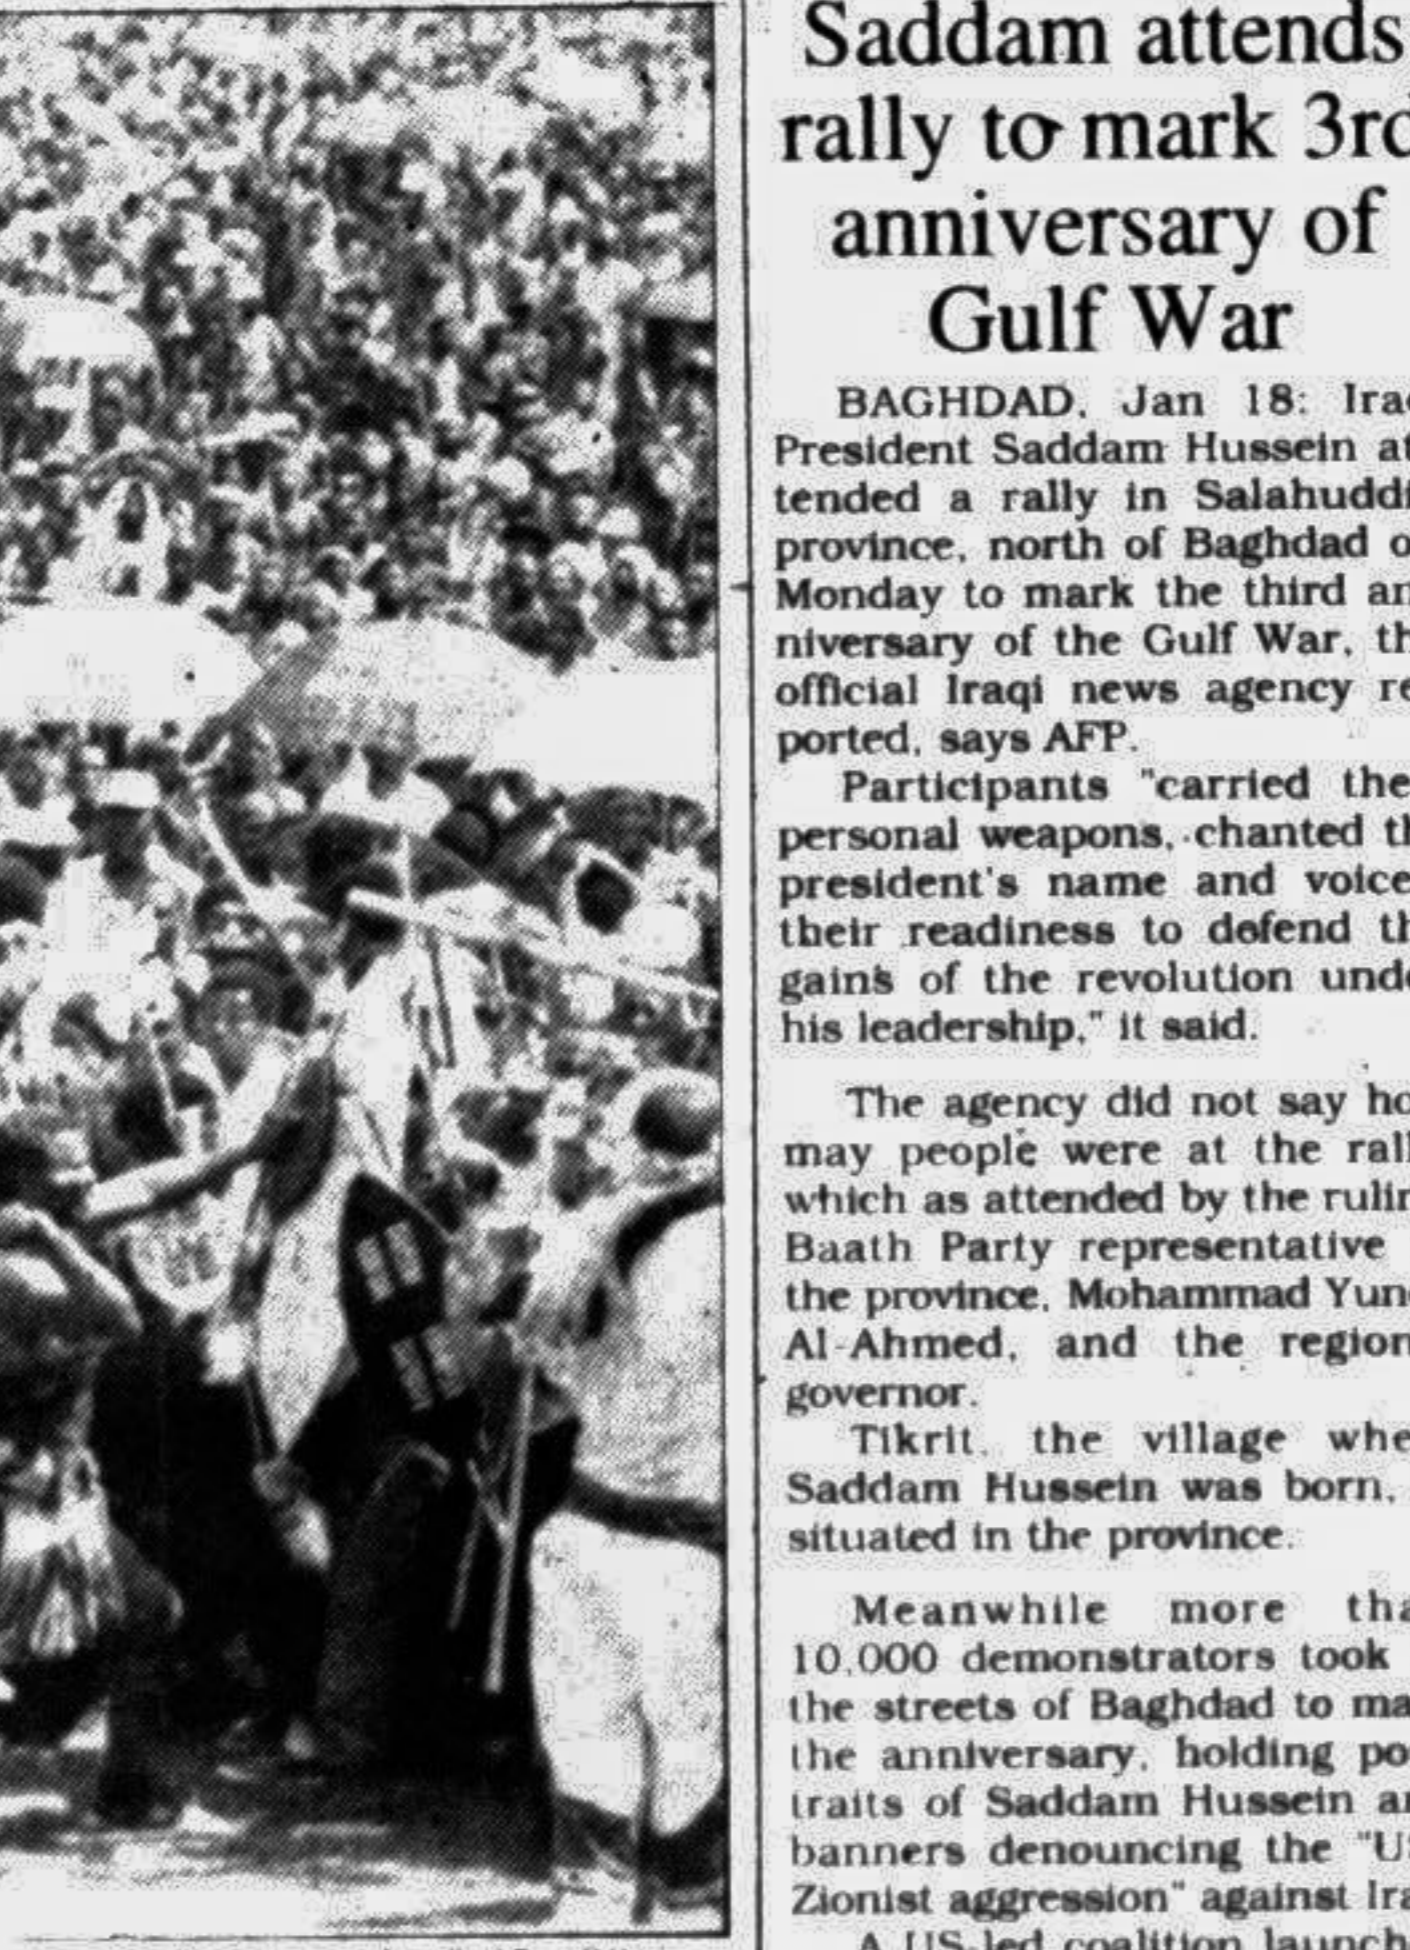 Saddam attends
rally to mark 3rd
anniversary of
Gulf War
BAGHDAD, Jan 18: Iraq
President Saddam Hussein at
tended a rally in Salahuddi
province, north of Baghdad o
Monday to mark the third an
niversary of the Gulf War, th
official Iraqi news agency re
ported, says AFP.
Participants "carried the
personal weapons, chanted th
president's name and voice
their readiness to defend th
gains of the revolution unde
his leadership," it said.
The agency did not say ho
may people were at the rall
which as attended by the rulin
Baath Party representative
the province, Mohammad Yun
Al-Ahmed, and the region
governor.
Tikrit, the village whe
Saddam Hussein was born,
situated in the province.
Meanwhile more tha
10,000 demonstrators took
the streets of Baghdad to ma
the anniversary, holding po
traits of Saddam Hussein an
banners denouncing the "US
Zionist aggression" against Ira
A US-led coalition launch